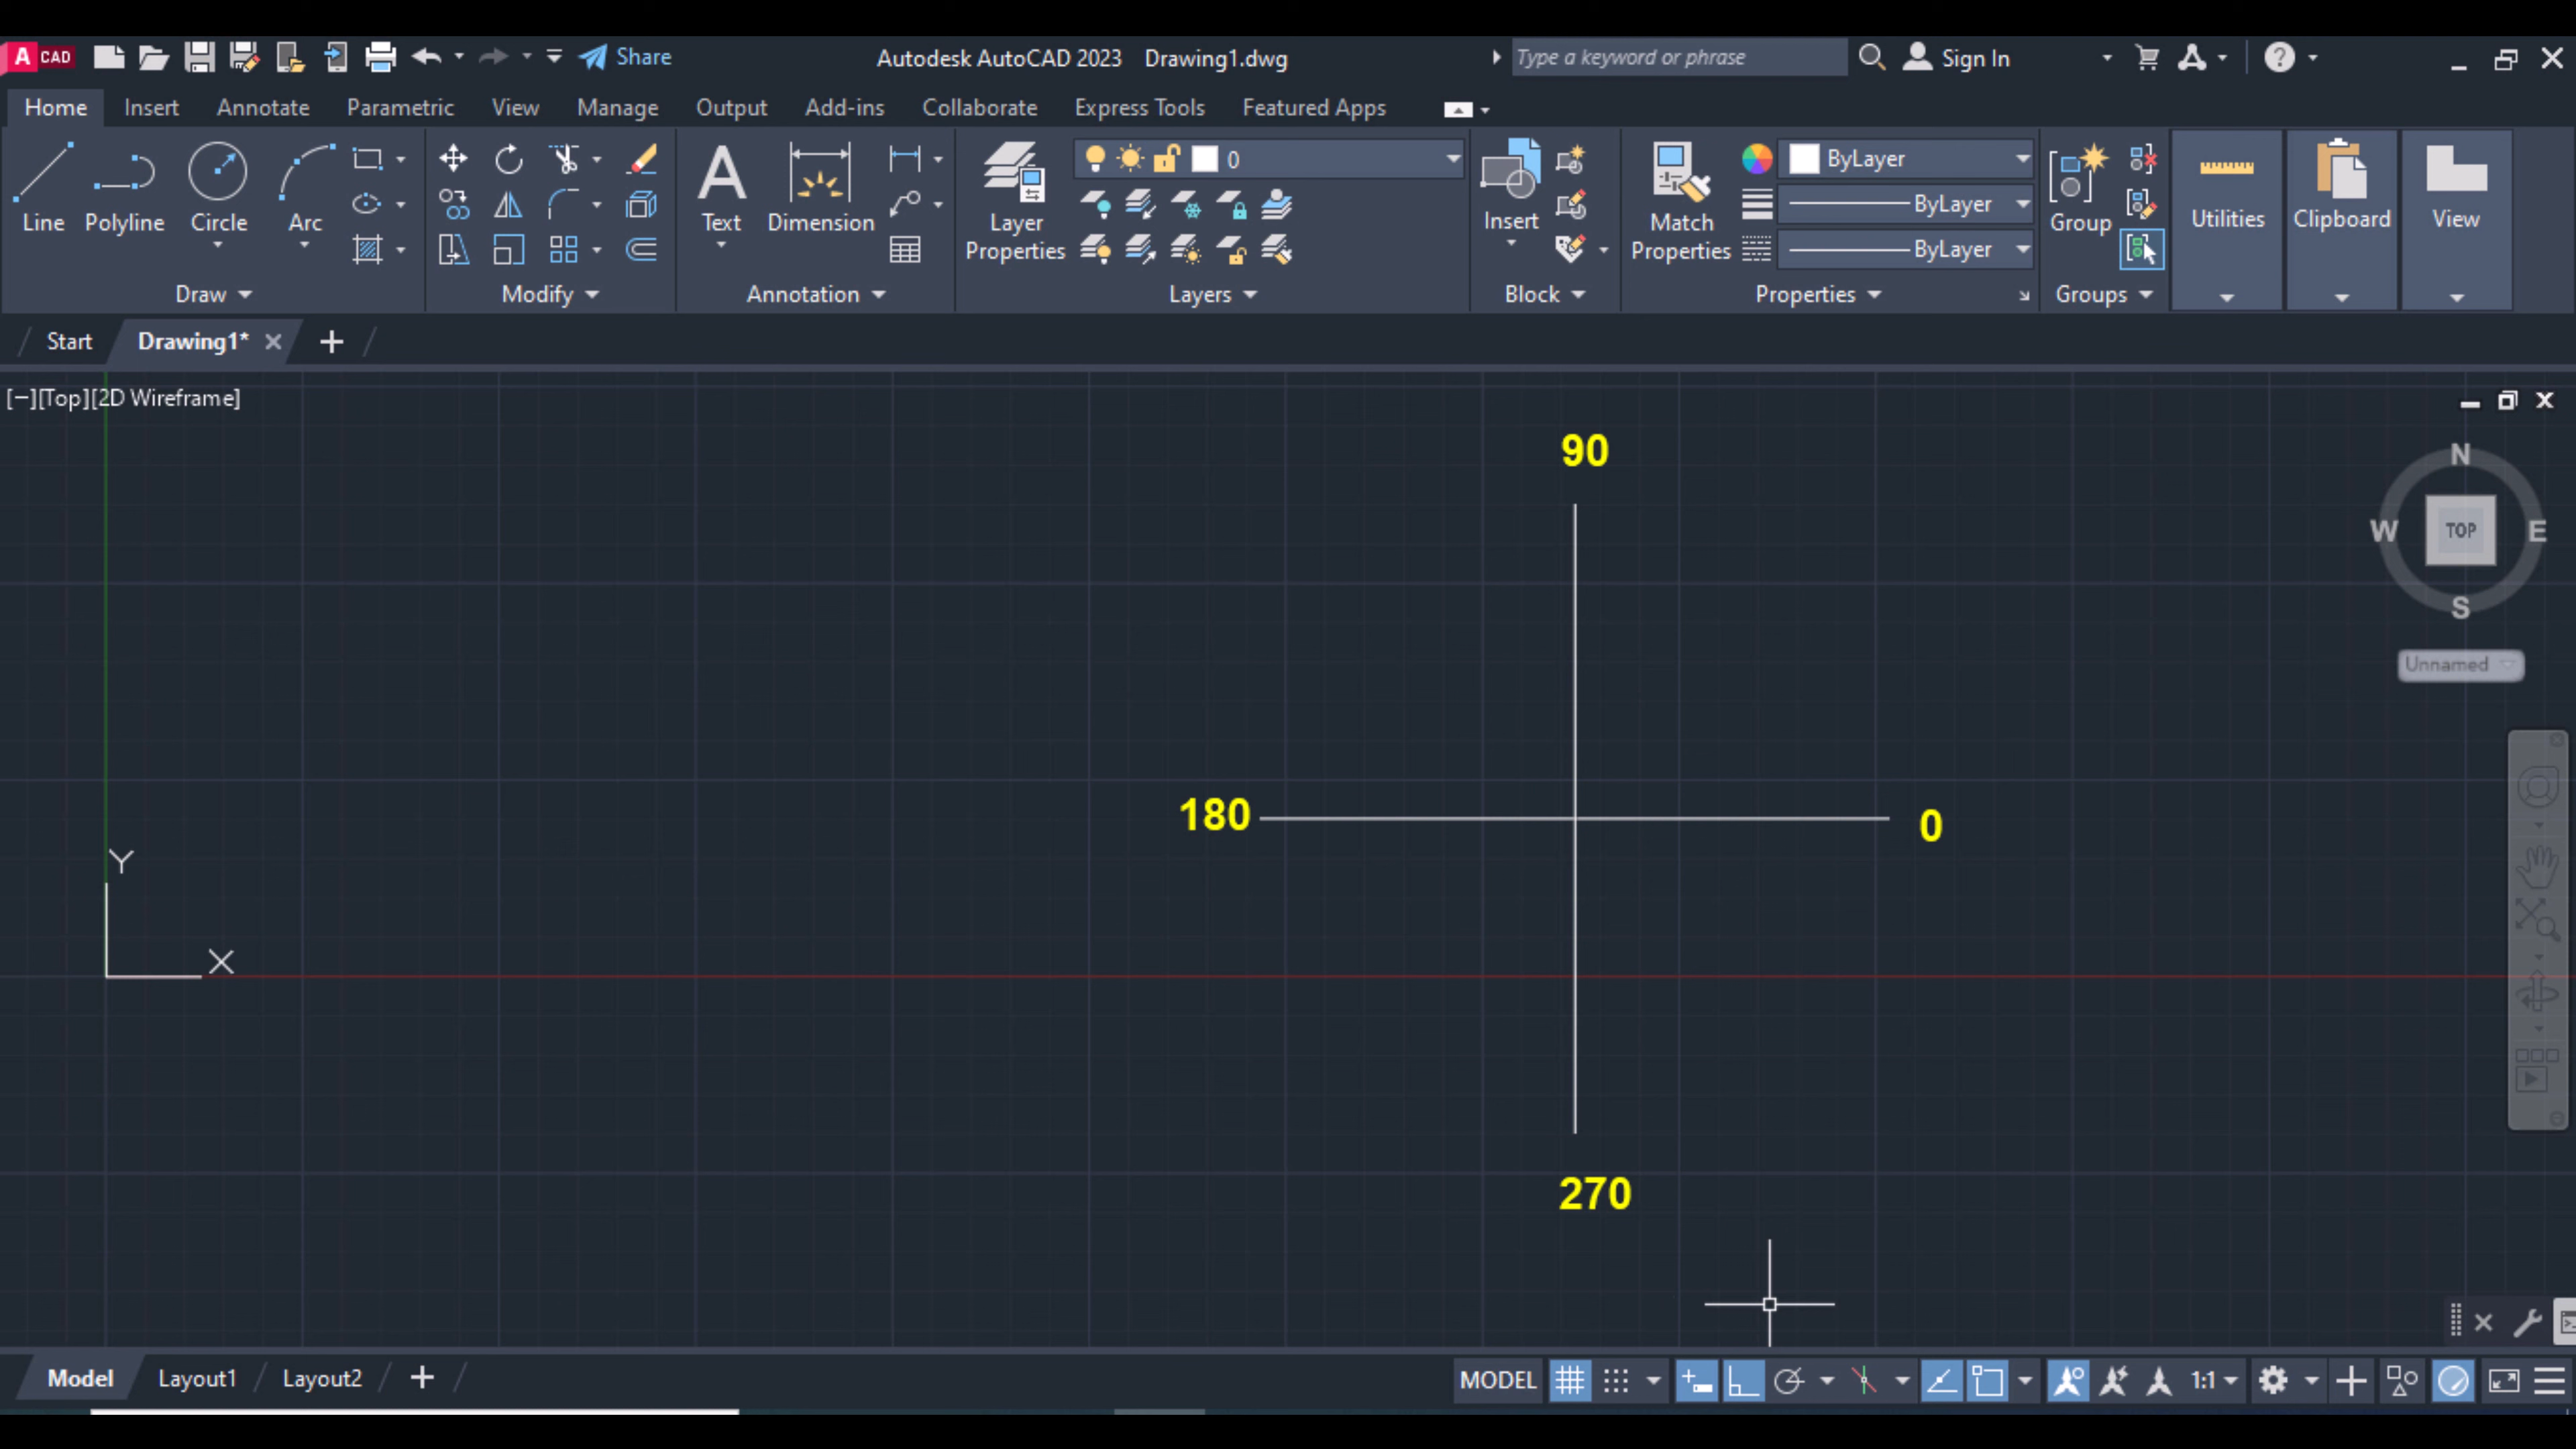 A CAD Share Autodesk AutoCAD 2023 Drawing1.dwg Type a keyword or phrase Sign In
Home Insert Annotate Parametric View Manage Output Add-ins Collaborate Express Tools Featured Apps
0 ByLayer
Line Polyline Circle Arc Text Dimension Layer Properties Insert Match Properties ByLayer Group Utilities Clipboard View
ByLayer
Draw Modify Annotation Layers Block Properties Groups
Start Drawing1*
[−][Top][2D Wireframe]
90
N
W TOP E
S
Unnamed
180 0
Y
X
270
Model Layout1 Layout2 MODEL 1:1